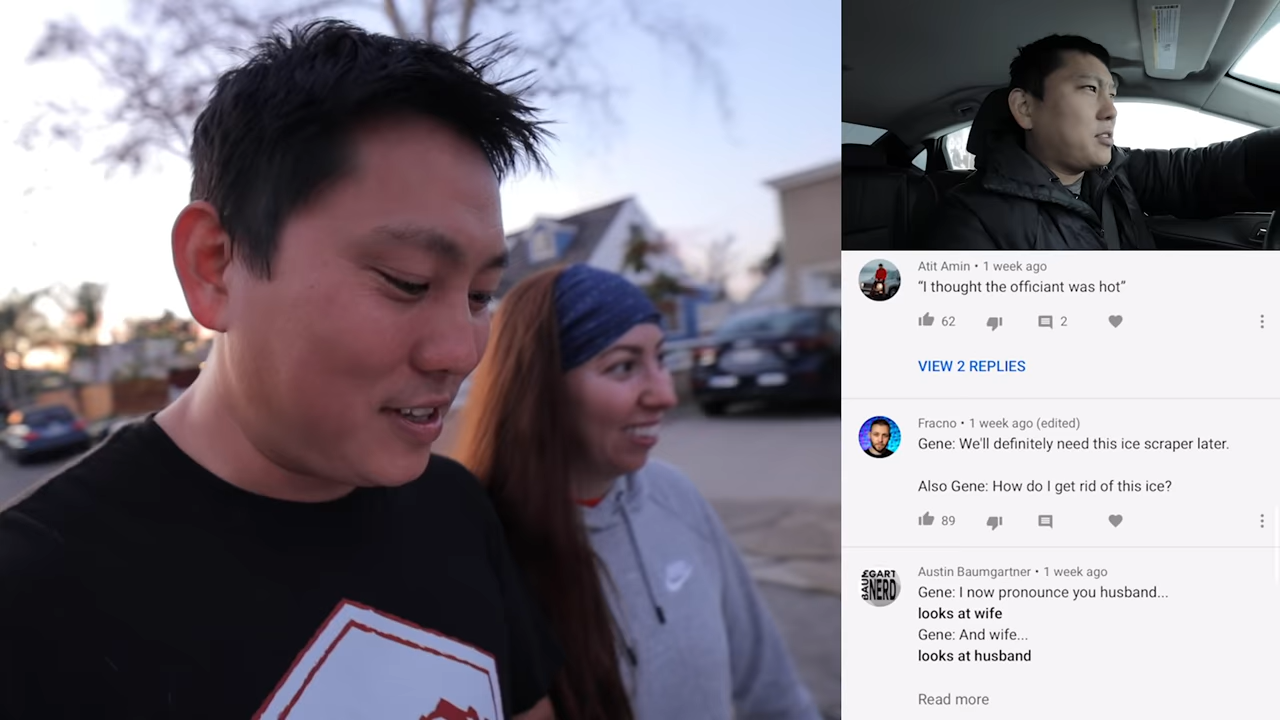 Atit Amin • 1 week ago
“I thought the officiant was hot”
62
2
VIEW 2 REPLIES
Fracno • 1 week ago (edited)
Gene: We'll definitely need this ice scraper later.
Also Gene: How do I get rid of this ice?
89
BAUMGART
NERD
Austin Baumgartner • 1 week ago
Gene: I now pronounce you husband...
looks at wife
Gene: And wife...
looks at husband
Read more